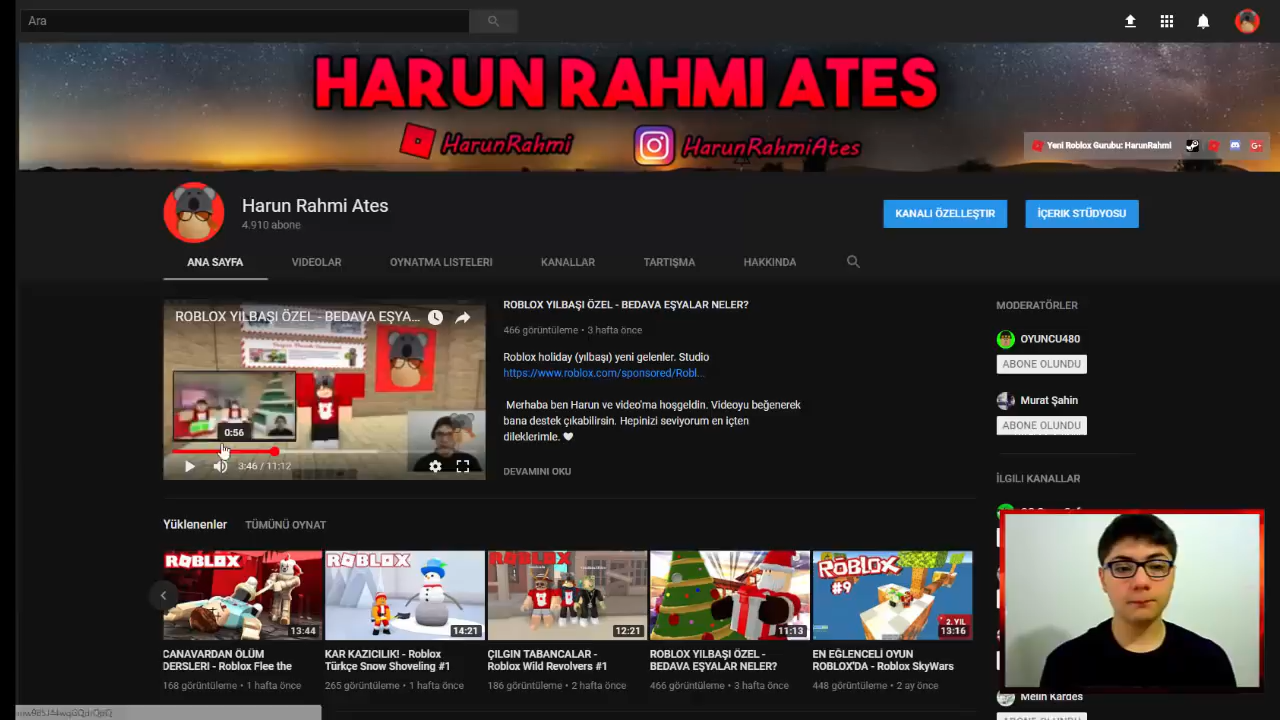 Ara
HARUN RAHMI ATES
HarunRahmi
HarunRahmiAtes
Yeni Roblox Gurubu: HarunRahmi
Harun Rahmi Ates
4.910 abone
KANALI ÖZELLEŞTIR
İÇERIK STÜDYOSU
ANA SAYFA
VIDEOLAR
OYNATMA LISTELERI
KANALLAR
TARTIŞMA
HAKKINDA
ROBLOX YILBAŞI ÖZEL - BEDAVA EŞYA...
0:56
3:46 / 11:12
ROBLOX YILBAŞI ÖZEL - BEDAVA EŞYALAR NELER?
466 görüntüleme • 3 hafta önce
Roblox holiday (yılbaşı) yeni gelenler. Studio
https://www.roblox.com/sponsored/Robl...
Merhaba ben Harun ve video'ma hoşgeldin. Videoyu beğenerek
bana destek çıkabilirsin. Hepinizi seviyorum en içten
dileklerimle. ♥
DEVAMINI OKU
MODERATÖRLER
OYUNCU480
ABONE OLUNDU
Murat Şahin
ABONE OLUNDU
İLGILI KANALLAR
Yüklenenler
TÜMÜNÜ OYNAT
ROBLOX
13:44
CANAVARDAN ÖLÜM
DERSLERI - Roblox Flee the
168 görüntüleme • 1 hafta önce
ROBLOX
14:21
KAR KAZICILIKI - Roblox
Türkçe Snow Shoveling #1
265 görüntüleme • 1 hafta önce
ROBLOX
12:21
ÇILGIN TABANCALAR -
Roblox Wild Revolvers #1
186 görüntüleme • 2 hafta önce
11:13
ROBLOX YILBAŞI ÖZEL -
BEDAVA EŞYALAR NELER?
466 görüntüleme • 3 hafta önce
ROBLOX
#9
2. YIL
13:16
EN EĞLENCELI OYUN
ROBLOX'DA - Roblox SkyWars
448 görüntüleme • 2 ay önce
Melih Kardeş